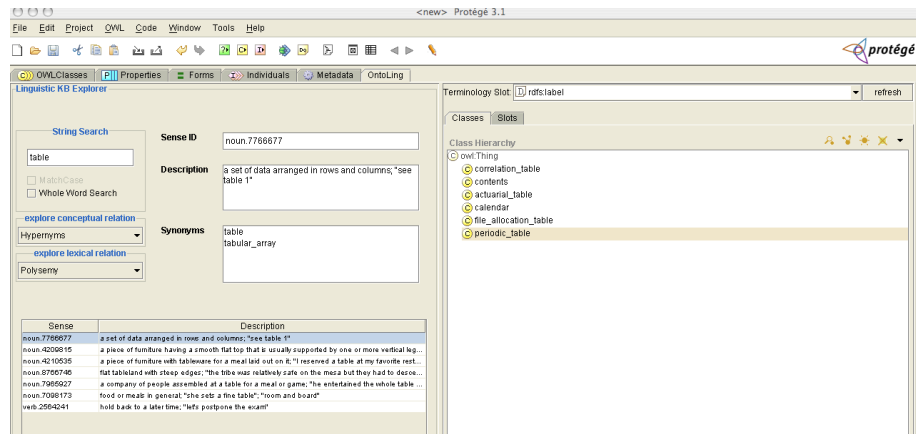 <new> Protégé 3.1
File Edit Project OWL Code Window Tools Help
protégé
OWLClasses Properties Forms Individuals Metadata OntoLing
Linguistic KB Explorer
String Search
table
MatchCase
Whole Word Search
explore conceptual relation
Hypernyms
explore lexical relation
Polysemy
Sense ID
noun.7766677
Description
a set of data arranged in rows and columns; "see
table 1"
Synonyms
table
tabular_array
Sense Description
noun.7766677 a set of data arranged in rows and columns; "see table 1"
noun.4209815 a piece of furniture having a smooth flat top that is usually supported by one or more vertical leg...
noun.4210535 a piece of furniture with tableware for a meal laid out on it; "I reserved a table at my favorite rest...
noun.8766746 flat tableland with steep edges; "the tribe was relatively safe on the mesa but they had to desce...
noun.7965927 a company of people assembled at a table for a meal or game; "he entertained the whole table ...
noun.7098173 food or meals in general; "she sets a fine table"; "room and board"
verb.2564241 hold back to a later time; "let's postpone the exam"
Terminology Slot: D rdfs:label refresh
Classes Slots
Class Hierarchy
C owl:Thing
C correlation_table
C contents
C actuarial_table
C calendar
C file_allocation_table
C periodic_table